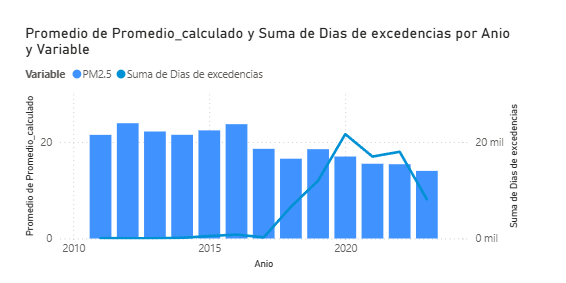 Promedio de Promedio_calculado y Suma de Dias de excedencias por Anio
y Variable
Variable PM2.5 Suma de Dias de excedencias
Promedio de Promedio_calculado
20
0
20 mil
0 mil
Suma de Dias de excedencias
2010 2015 2020
Anio